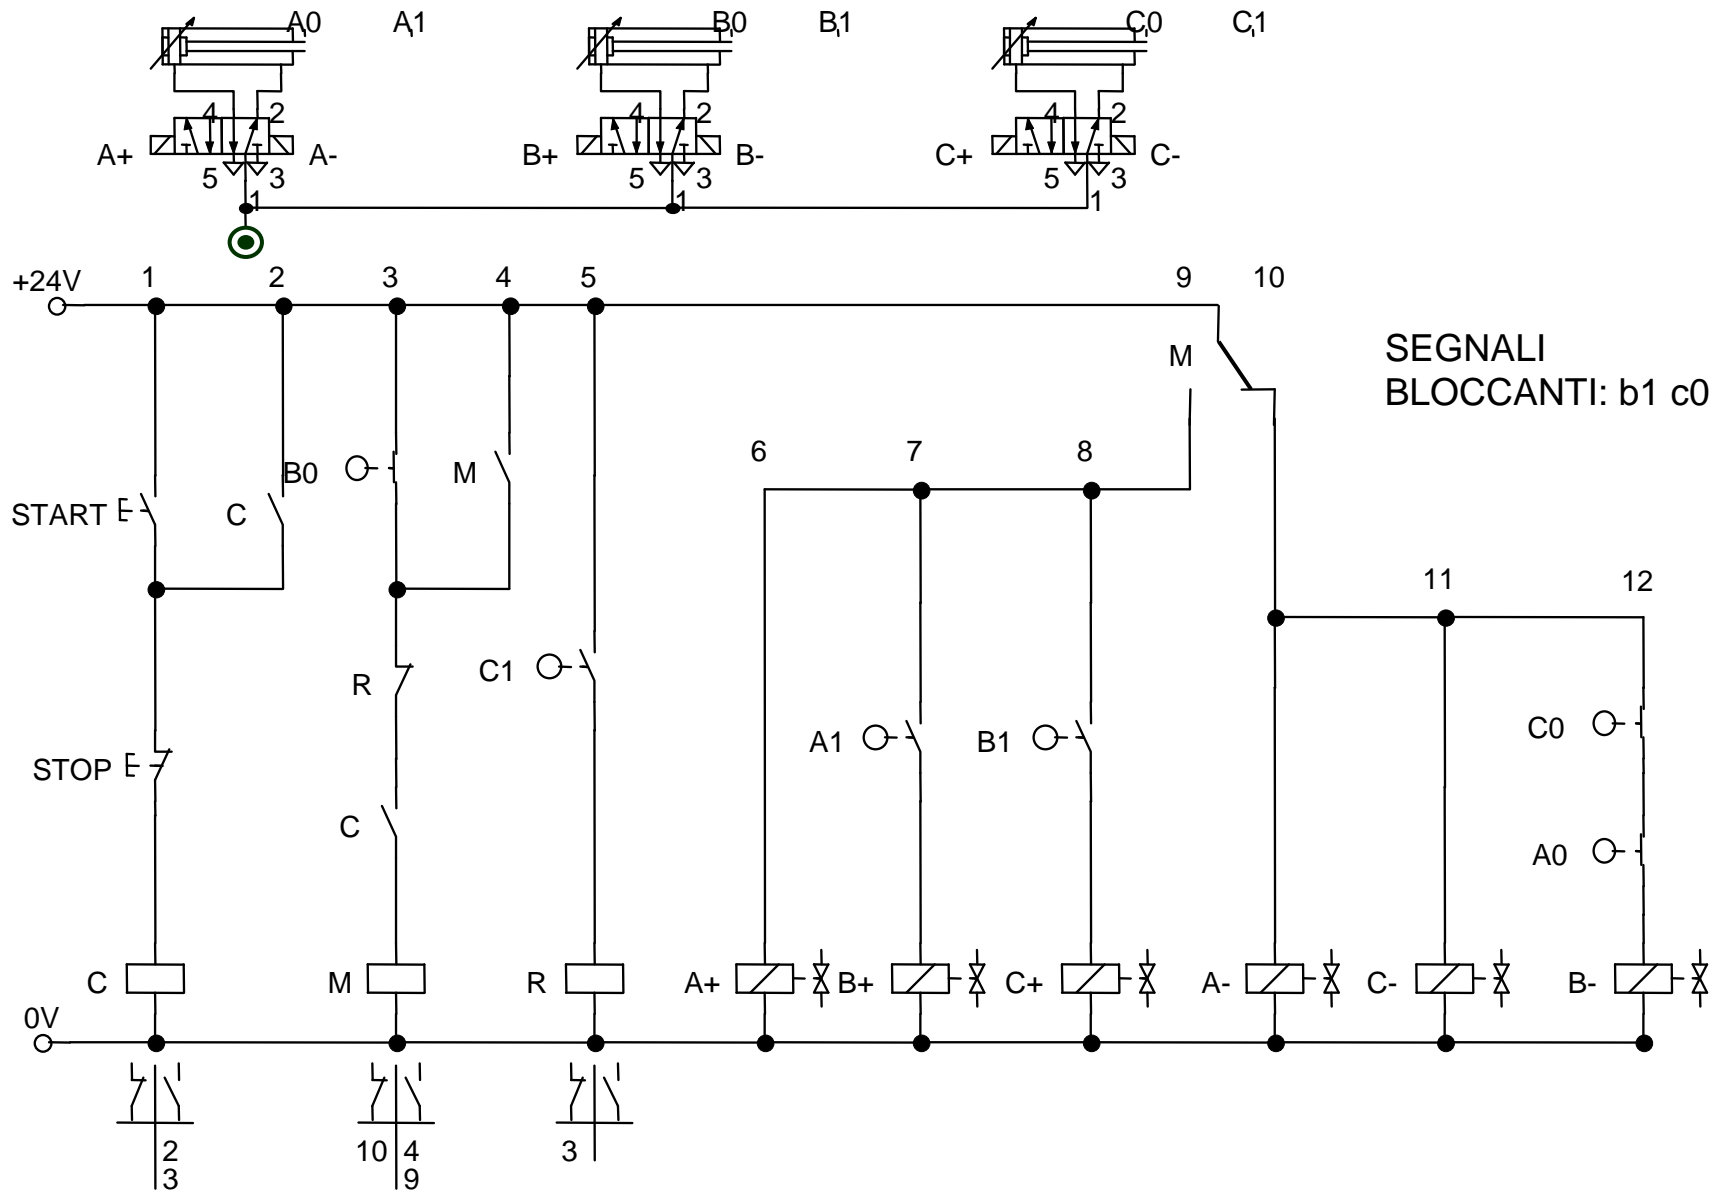 A0 A1 B0 B1 C0 C1
4 2 4 2 4 2
A+ A- B+ B- C+ C-
5 3 5 3 5 3
1 1 1
+24V 1 2 3 4 5 9 10
SEGNALI
M
BLOCCANTI: b1 c0
6 7 8
B0 M
START C
11 12
C1
R
A1 B1 C0
STOP
C A0
C M R A+ B+ C+ A- C- B-
0V
2 10 4 3
3 9